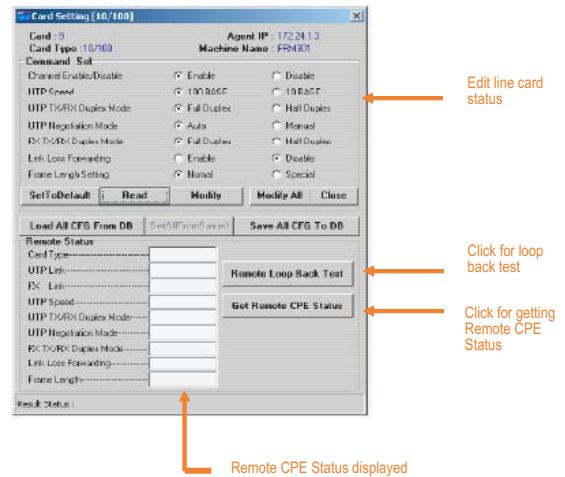 Card Setting [10/100]
Card : 9 Agent IP : 172.24.1.3
Card Type :10/100 Machine Name : FRM301
Command Set
Channel Enable/Disable Enable Disable
UTP Speed 100 BASE 10 BASE
UTP TX/RX Duplex Mode Full Duplex Half Duplex
UTP Negotiation Mode Auto Manual
FX TX/RX Duplex Mode Full Duplex Half Duplex
Link Loss Forwarding Enable Disable
Frame Length Setting Normal Special
SetToDefault Read Modify Modify All Close
Load All CFG From DB SetAllFromSaved Save All CFG To DB
Remote Status
Card Type
UTP Link
FX Link
UTP Speed
UTP TX/RX Duplex Mode
UTP Negotiation Mode
FX TX/RX Duplex Mode
Link Loss Forwarding
Frame Length
Remote Loop Back Test
Get Remote CPE Status
Result Status :
Edit line card
status
Click for loop
back test
Click for getting
Remote CPE
Status
Remote CPE Status displayed